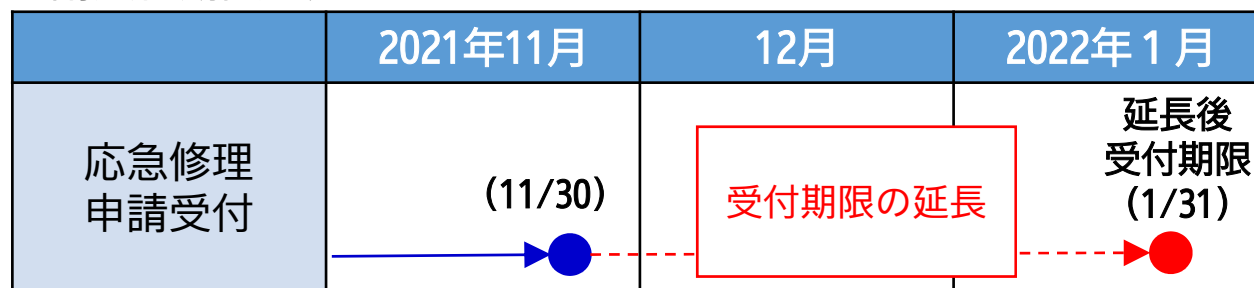 2021年11月 12月 2022年1月
応急修理
申請受付
(11/30)
受付期限の延長
延長後
受付期限
(1/31)